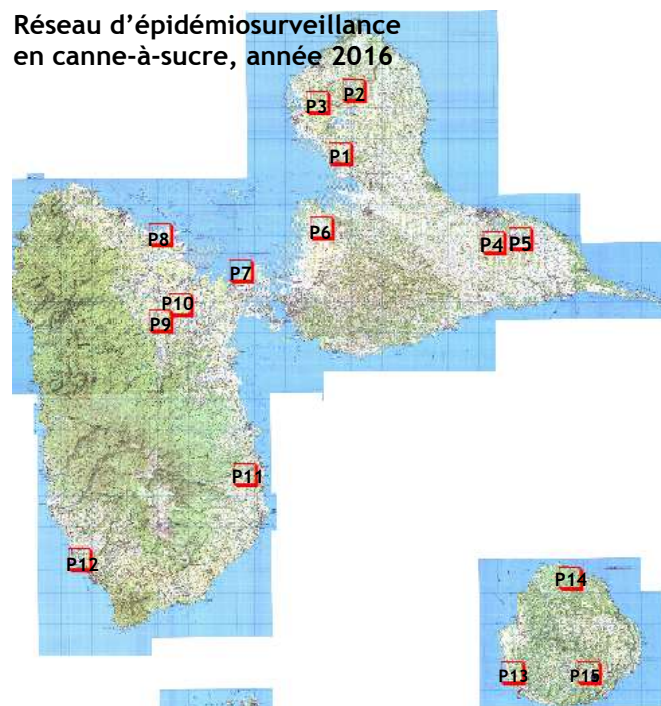 Réseau d’épidémiosurveillance
en canne-à-sucre, année 2016
P2
P3
P1
P6
P8
P4
P5
P7
P10
P9
P11
P12
P14
P13